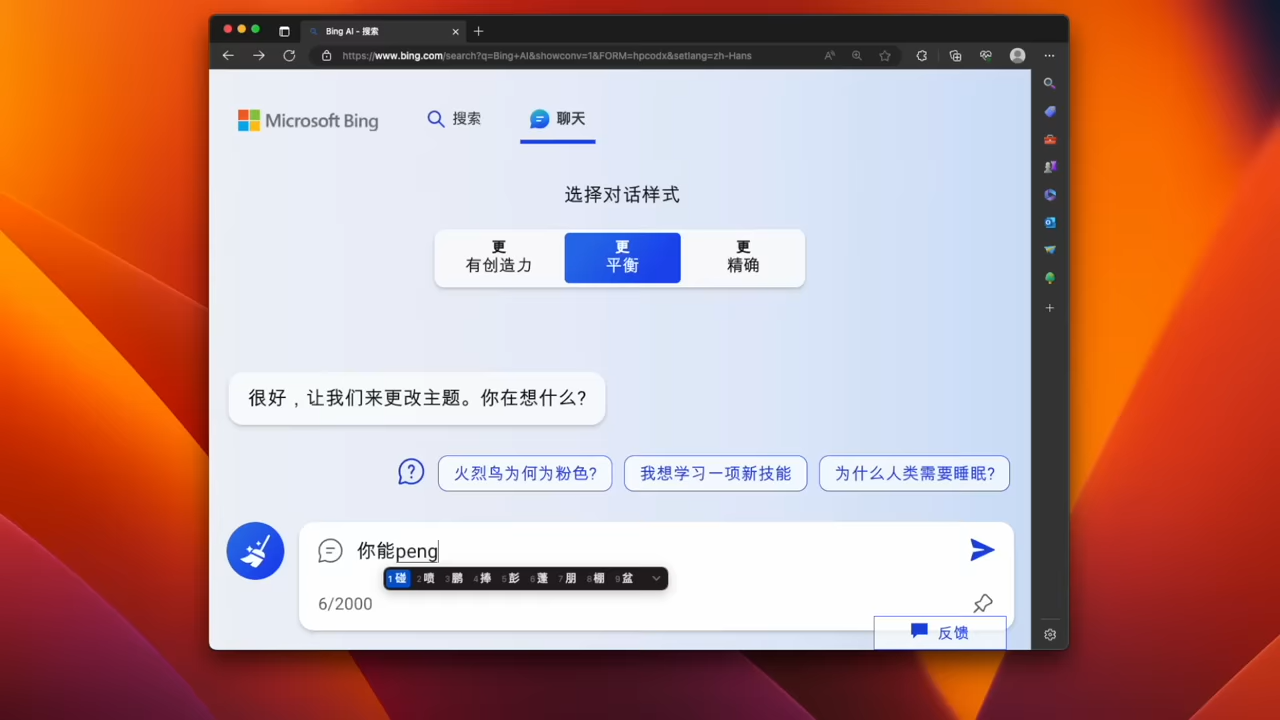 Bing AI - 搜索
https://www.bing.com/search?q=Bing+AI&showconv=1&FORM=hpcodx&setlang=zh-Hans
Microsoft Bing
搜索
聊天
选择对话样式
更
有创造力
更
平衡
更
精确
很好，让我们来更改主题。你在想什么?
火烈鸟为何为粉色?
我想学习一项新技能
为什么人类需要睡眠?
你能peng
1 碰 2 喷 3 鹏 4 捧 5 彭 6 蓬 7 朋 8 棚 9 盆
6/2000
反馈